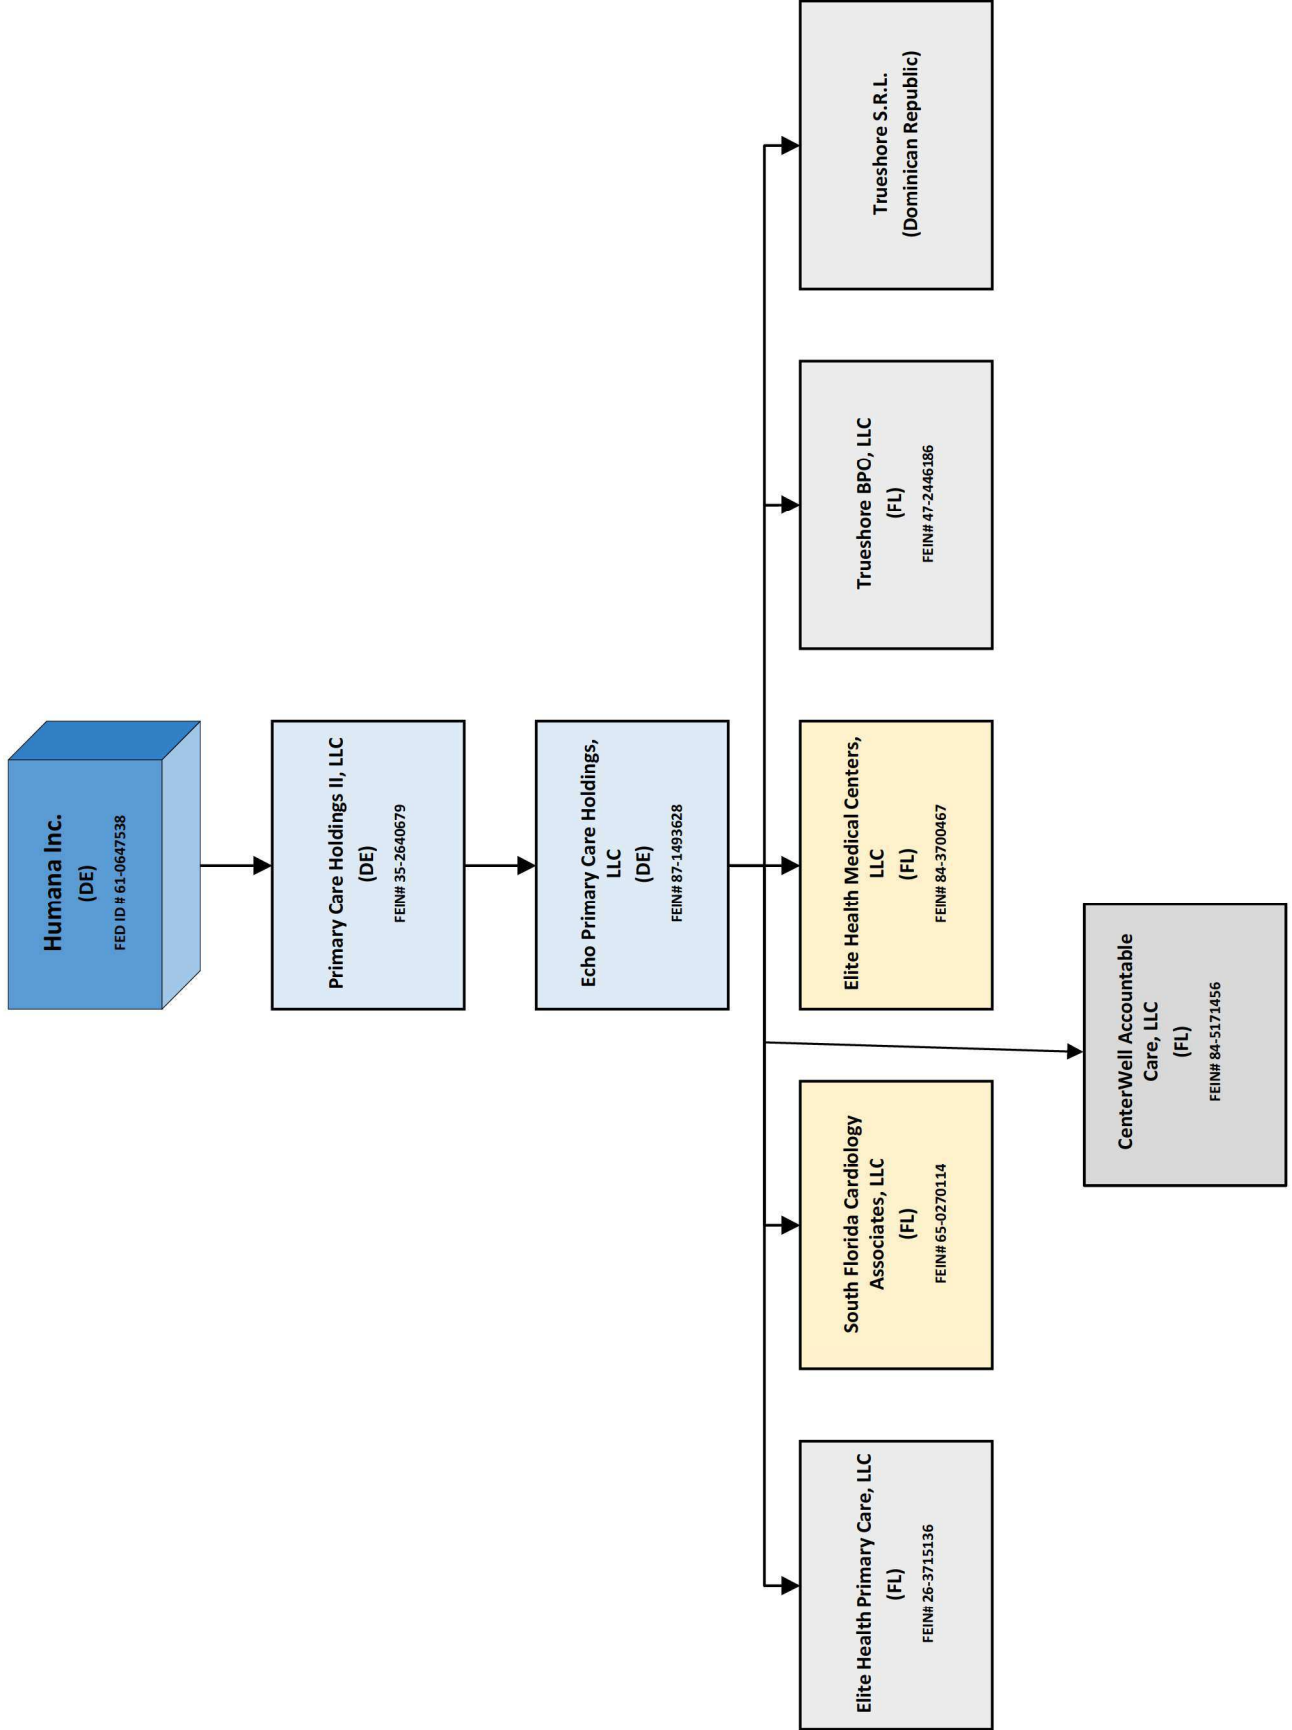 Humana Inc.
(DE)
FED ID # 61-0647538
Primary Care Holdings II, LLC
(DE)
FEIN# 35-2640679
Echo Primary Care Holdings,
LLC
(DE)
FEIN# 87-1493628
Elite Health Primary Care, LLC
(FL)
FEIN# 26-3715136
South Florida Cardiology
Associates, LLC
(FL)
FEIN# 65-0270114
Elite Health Medical Centers,
LLC
(FL)
FEIN# 84-3700467
Trueshore BPO, LLC
(FL)
FEIN# 47-2446186
Trueshore S.R.L.
(Dominican Republic)
CenterWell Accountable
Care, LLC
(FL)
FEIN# 84-5171456